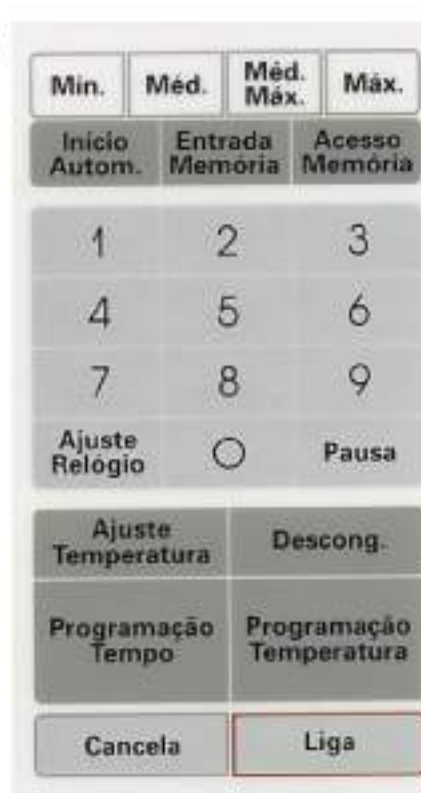 Min. Méd. Méd. Máx. Máx.
Início Autom. Entrada Memória Acesso Memória
1 2 3
4 5 6
7 8 9
Ajuste Relógio 0 Pausa
Ajuste Temperatura Descong.
Programação Tempo Programação Temperatura
Cancela Liga